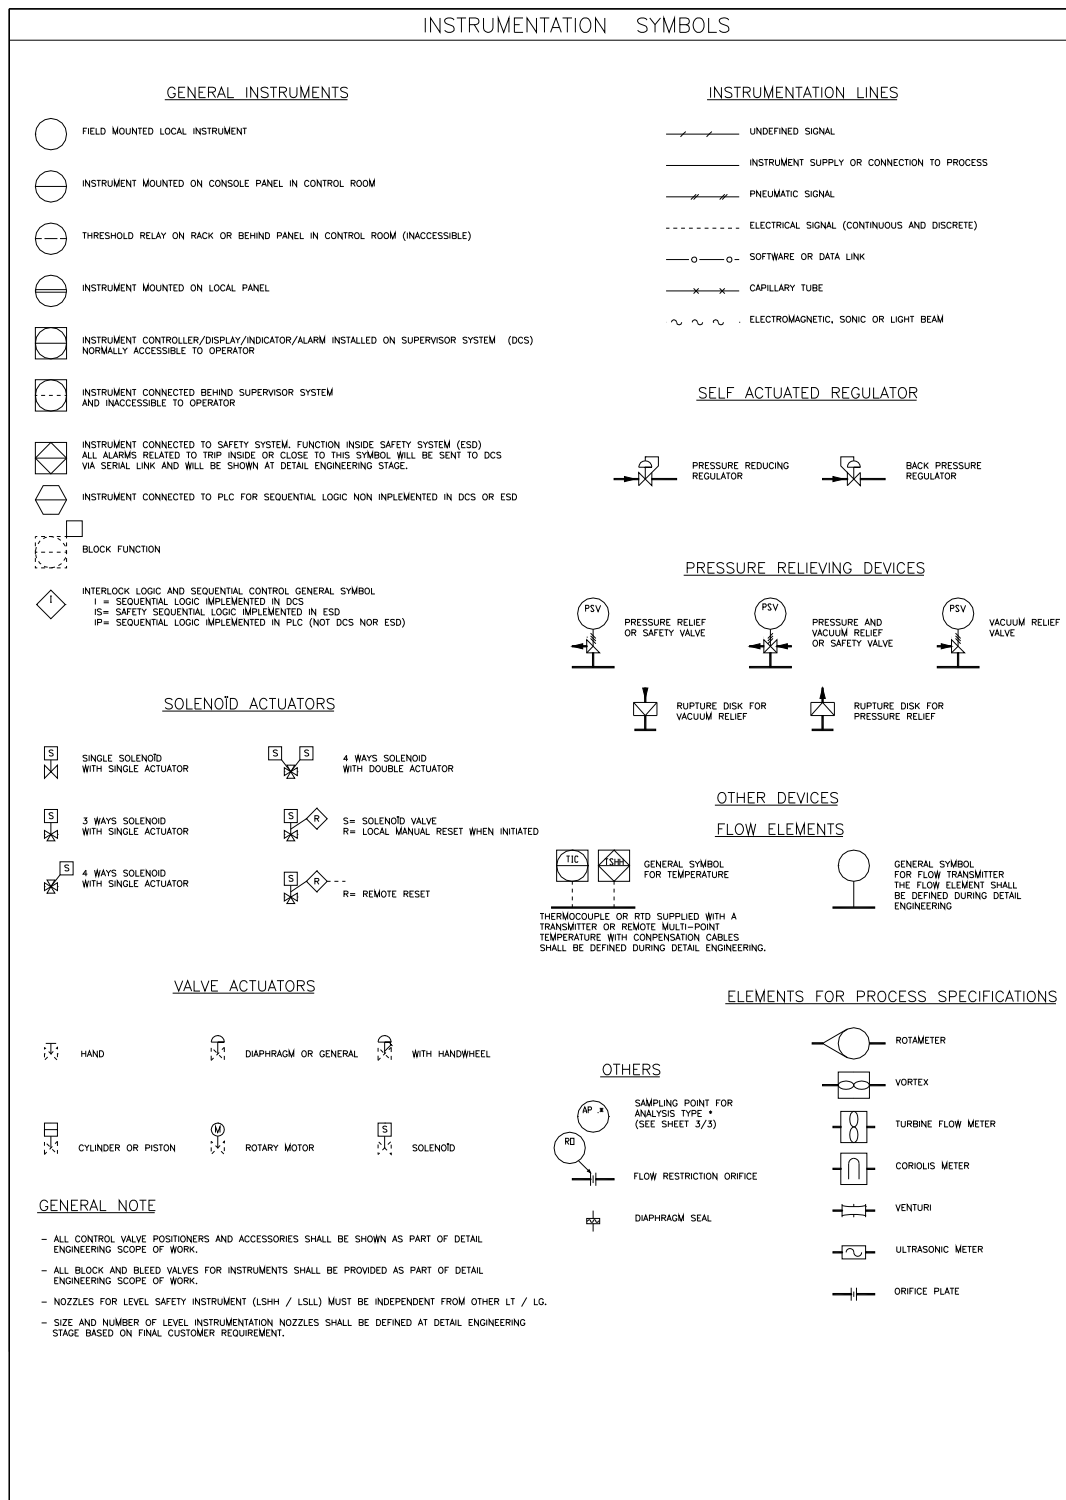 INSTRUMENTATION SYMBOLS
GENERAL INSTRUMENTS
FIELD MOUNTED LOCAL INSTRUMENT
INSTRUMENT MOUNTED ON CONSOLE PANEL IN CONTROL ROOM
THRESHOLD RELAY ON RACK OR BEHIND PANEL IN CONTROL ROOM (INACCESSIBLE)
INSTRUMENT MOUNTED ON LOCAL PANEL
INSTRUMENT CONTROLLER/DISPLAY/INDICATOR/ALARM INSTALLED ON SUPERVISOR SYSTEM (DCS)
NORMALLY ACCESSIBLE TO OPERATOR
INSTRUMENT CONNECTED BEHIND SUPERVISOR SYSTEM
AND INACCESSIBLE TO OPERATOR
INSTRUMENT CONNECTED TO SAFETY SYSTEM. FUNCTION INSIDE SAFETY SYSTEM (ESD)
ALL ALARMS RELATED TO TRIP INSIDE OR CLOSE TO THIS SYMBOL WILL BE SENT TO DCS
VIA SERIAL LINK AND WILL BE SHOWN AT DETAIL ENGINEERING STAGE.
INSTRUMENT CONNECTED TO PLC FOR SEQUENTIAL LOGIC NON INPLEMENTED IN DCS OR ESD
BLOCK FUNCTION
I
INTERLOCK LOGIC AND SEQUENTIAL CONTROL GENERAL SYMBOL
I = SEQUENTIAL LOGIC IMPLEMENTED IN DCS
IS= SAFETY SEQUENTIAL LOGIC IMPLEMENTED IN ESD
IP= SEQUENTIAL LOGIC IMPLEMENTED IN PLC (NOT DCS NOR ESD)
INSTRUMENTATION LINES
UNDEFINED SIGNAL
INSTRUMENT SUPPLY OR CONNECTION TO PROCESS
PNEUMATIC SIGNAL
ELECTRICAL SIGNAL (CONTINUOUS AND DISCRETE)
SOFTWARE OR DATA LINK
CAPILLARY TUBE
ELECTROMAGNETIC, SONIC OR LIGHT BEAM
SELF ACTUATED REGULATOR
PRESSURE REDUCING
REGULATOR
BACK PRESSURE
REGULATOR
PRESSURE RELIEVING DEVICES
PSV
PRESSURE RELIEF
OR SAFETY VALVE
PSV
PRESSURE AND
VACUUM RELIEF
OR SAFETY VALVE
PSV
VACUUM RELIEF
VALVE
RUPTURE DISK FOR
VACUUM RELIEF
RUPTURE DISK FOR
PRESSURE RELIEF
SOLENOÏD ACTUATORS
S
SINGLE SOLENOÏD
WITH SINGLE ACTUATOR
S S
4 WAYS SOLENOID
WITH DOUBLE ACTUATOR
S
3 WAYS SOLENOID
WITH SINGLE ACTUATOR
S R
S= SOLENOÏD VALVE
R= LOCAL MANUAL RESET WHEN INITIATED
S
4 WAYS SOLENOID
WITH SINGLE ACTUATOR
S R
R= REMOTE RESET
OTHER DEVICES
FLOW ELEMENTS
TIC TSHH
GENERAL SYMBOL
FOR TEMPERATURE
THERMOCOUPLE OR RTD SUPPLIED WITH A
TRANSMITTER OR REMOTE MULTI-POINT
TEMPERATURE WITH CONPENSATION CABLES
SHALL BE DEFINED DURING DETAIL ENGINEERING.
GENERAL SYMBOL
FOR FLOW TRANSMITTER
THE FLOW ELEMENT SHALL
BE DEFINED DURING DETAIL
ENGINEERING
VALVE ACTUATORS
HAND
DIAPHRAGM OR GENERAL
WITH HANDWHEEL
CYLINDER OR PISTON
M
ROTARY MOTOR
S
SOLENOÏD
OTHERS
AP .*
SAMPLING POINT FOR
ANALYSIS TYPE *
(SEE SHEET 3/3)
RO
FLOW RESTRICTION ORIFICE
DIAPHRAGM SEAL
ELEMENTS FOR PROCESS SPECIFICATIONS
ROTAMETER
VORTEX
TURBINE FLOW METER
CORIOLIS METER
VENTURI
ULTRASONIC METER
ORIFICE PLATE
GENERAL NOTE
- ALL CONTROL VALVE POSITIONERS AND ACCESSORIES SHALL BE SHOWN AS PART OF DETAIL
ENGINEERING SCOPE OF WORK.
- ALL BLOCK AND BLEED VALVES FOR INSTRUMENTS SHALL BE PROVIDED AS PART OF DETAIL
ENGINEERING SCOPE OF WORK.
- NOZZLES FOR LEVEL SAFETY INSTRUMENT (LSHH / LSLL) MUST BE INDEPENDENT FROM OTHER LT / LG.
- SIZE AND NUMBER OF LEVEL INSTRUMENTATION NOZZLES SHALL BE DEFINED AT DETAIL ENGINEERING
STAGE BASED ON FINAL CUSTOMER REQUIREMENT.